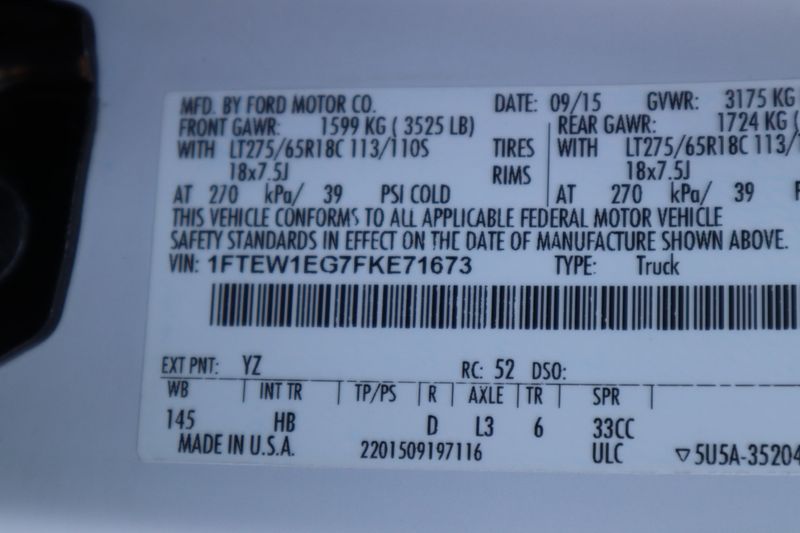 MFD. BY FORD MOTOR CO. DATE: 09/15 GVWR: 3175 KG
FRONT GAWR: 1599 KG ( 3525 LB) REAR GAWR: 1724 KG (
WITH LT275/65R18C 113/110S TIRES WITH LT275/65R18C 113/1
18x7.5J RIMS 18x7.5J
AT 270 kPa/ 39 PSI COLD AT 270 kPa/ 39 P
THIS VEHICLE CONFORMS TO ALL APPLICABLE FEDERAL MOTOR VEHICLE
SAFETY STANDARDS IN EFFECT ON THE DATE OF MANUFACTURE SHOWN ABOVE.
VIN: 1FTEW1EG7FKE71673 TYPE: Truck
EXT PNT: YZ RC: 52 DSO:
WB | INT TR | TP/PS | R | AXLE | TR | SPR |
145 HB D L3 6 33CC
MADE IN U.S.A. 2201509197116 ULC ▽5U5A-35204